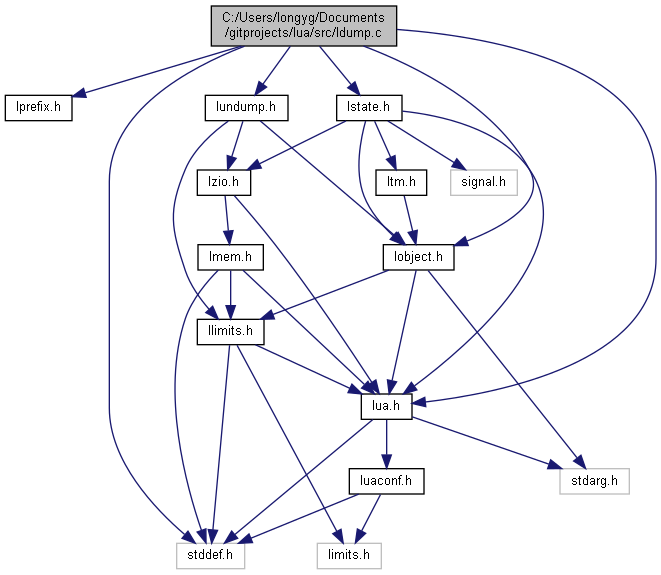 C:/Users/longyg/Documents
/gitprojects/lua/src/ldump.c
lprefix.h
lundump.h
lstate.h
lzio.h
ltm.h
signal.h
lmem.h
lobject.h
llimits.h
lua.h
luaconf.h
stdarg.h
stddef.h
limits.h